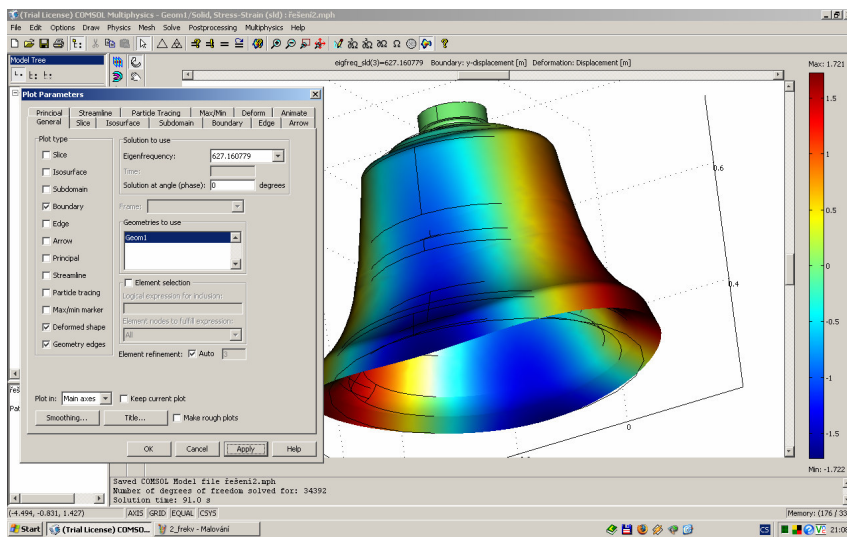 (Trial License) COMSOL Multiphysics - Geom1/Solid, Stress-Strain (sld) : řešení2.mph
File Edit Options Draw Physics Mesh Solve Postprocessing Multiphysics Help
Model Tree
eigfreq_sld(3)=627.160779 Boundary: y-displacement [m] Deformation: Displacement [m]
Max: 1.721
Plot Parameters
Principal Streamline Particle Tracing Max/Min Deform Animate
General Slice Isosurface Subdomain Boundary Edge Arrow
Plot type
Slice
Isosurface
Subdomain
Boundary
Edge
Arrow
Principal
Streamline
Particle tracing
Max/min marker
Deformed shape
Geometry edges
Solution to use
Eigenfrequency: 627.160779
Time:
Solution at angle (phase): 0 degrees
Frame:
Geometries to use
Geom1
Element selection
Logical expression for inclusion:
Element nodes to fulfill expression:
All
Element refinement: Auto 3
Plot in: Main axes Keep current plot
Smoothing... Title... Make rough plots
OK Cancel Apply Help
0.6
0.4
0
1.5
1
0.5
0
-0.5
-1
-1.5
Min: -1.722
Saved COMSOL Model file řešení2.mph
Number of degrees of freedom solved for: 34392
Solution time: 91.0 s
(-4.494, -0.831, 1.427) AXIS GRID EQUAL CSYS Memory: (176 / 33
Start (Trial License) COMSO... 2_frekv - Malování CS 21:08